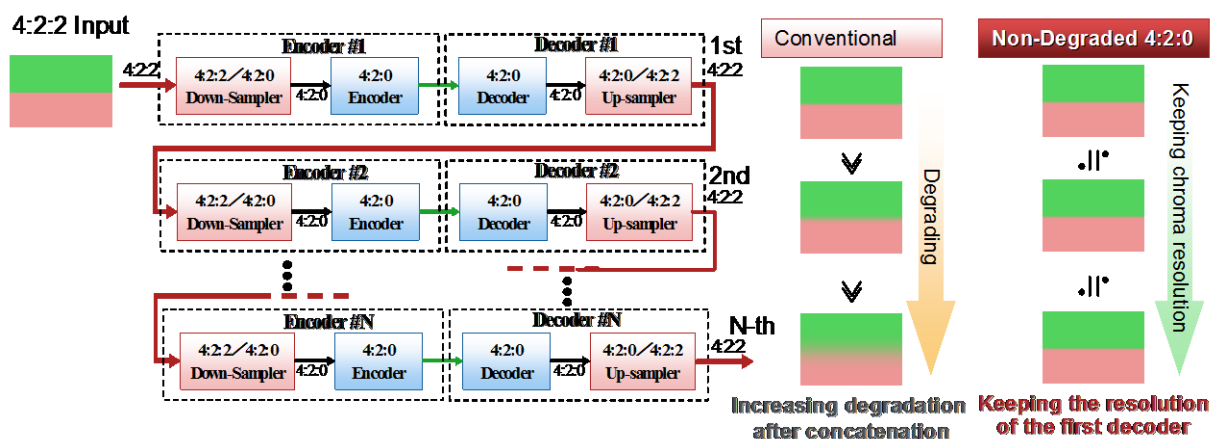 4:2:2 Input
4:2:2
Encoder #1
4:2:2/4:2:0
Down-Sampler
4:2:0
4:2:0
Encoder
Decoder #1
4:2:0
Decoder
4:2:0
4:2:0/4:2:2
Up-sampler
1st
4:2:2
Encoder #2
4:2:2/4:2:0
Down-Sampler
4:2:0
4:2:0
Encoder
Decoder #2
4:2:0
Decoder
4:2:0
4:2:0/4:2:2
Up-sampler
2nd
4:2:2
Encoder #N
4:2:2/4:2:0
Down-Sampler
4:2:0
4:2:0
Encoder
Decoder #N
4:2:0
Decoder
4:2:0
4:2:0/4:2:2
Up-sampler
N-th
4:2:2
Conventional
Degrading
Increasing degradation
after concatenation
Non-Degraded 4:2:0
Keeping chroma resolution
Keeping the resolution
of the first decoder